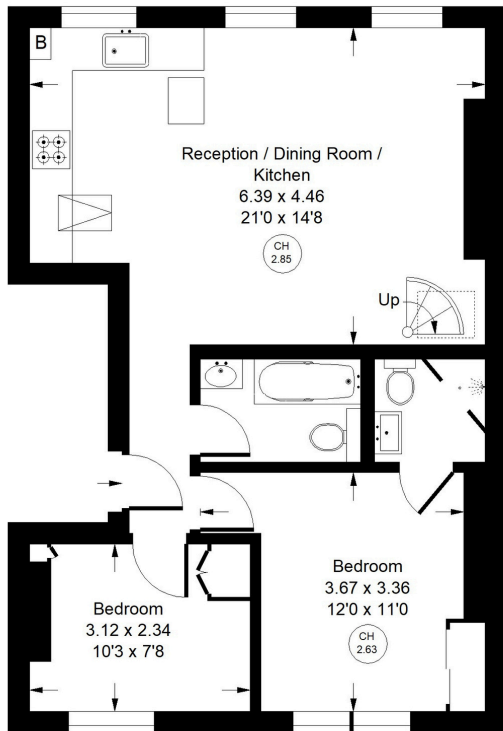 B
Reception / Dining Room /
Kitchen
6.39 x 4.46
21'0 x 14'8
CH
2.85
Up
Bedroom
3.67 x 3.36
12'0 x 11'0
CH
2.63
Bedroom
3.12 x 2.34
10'3 x 7'8